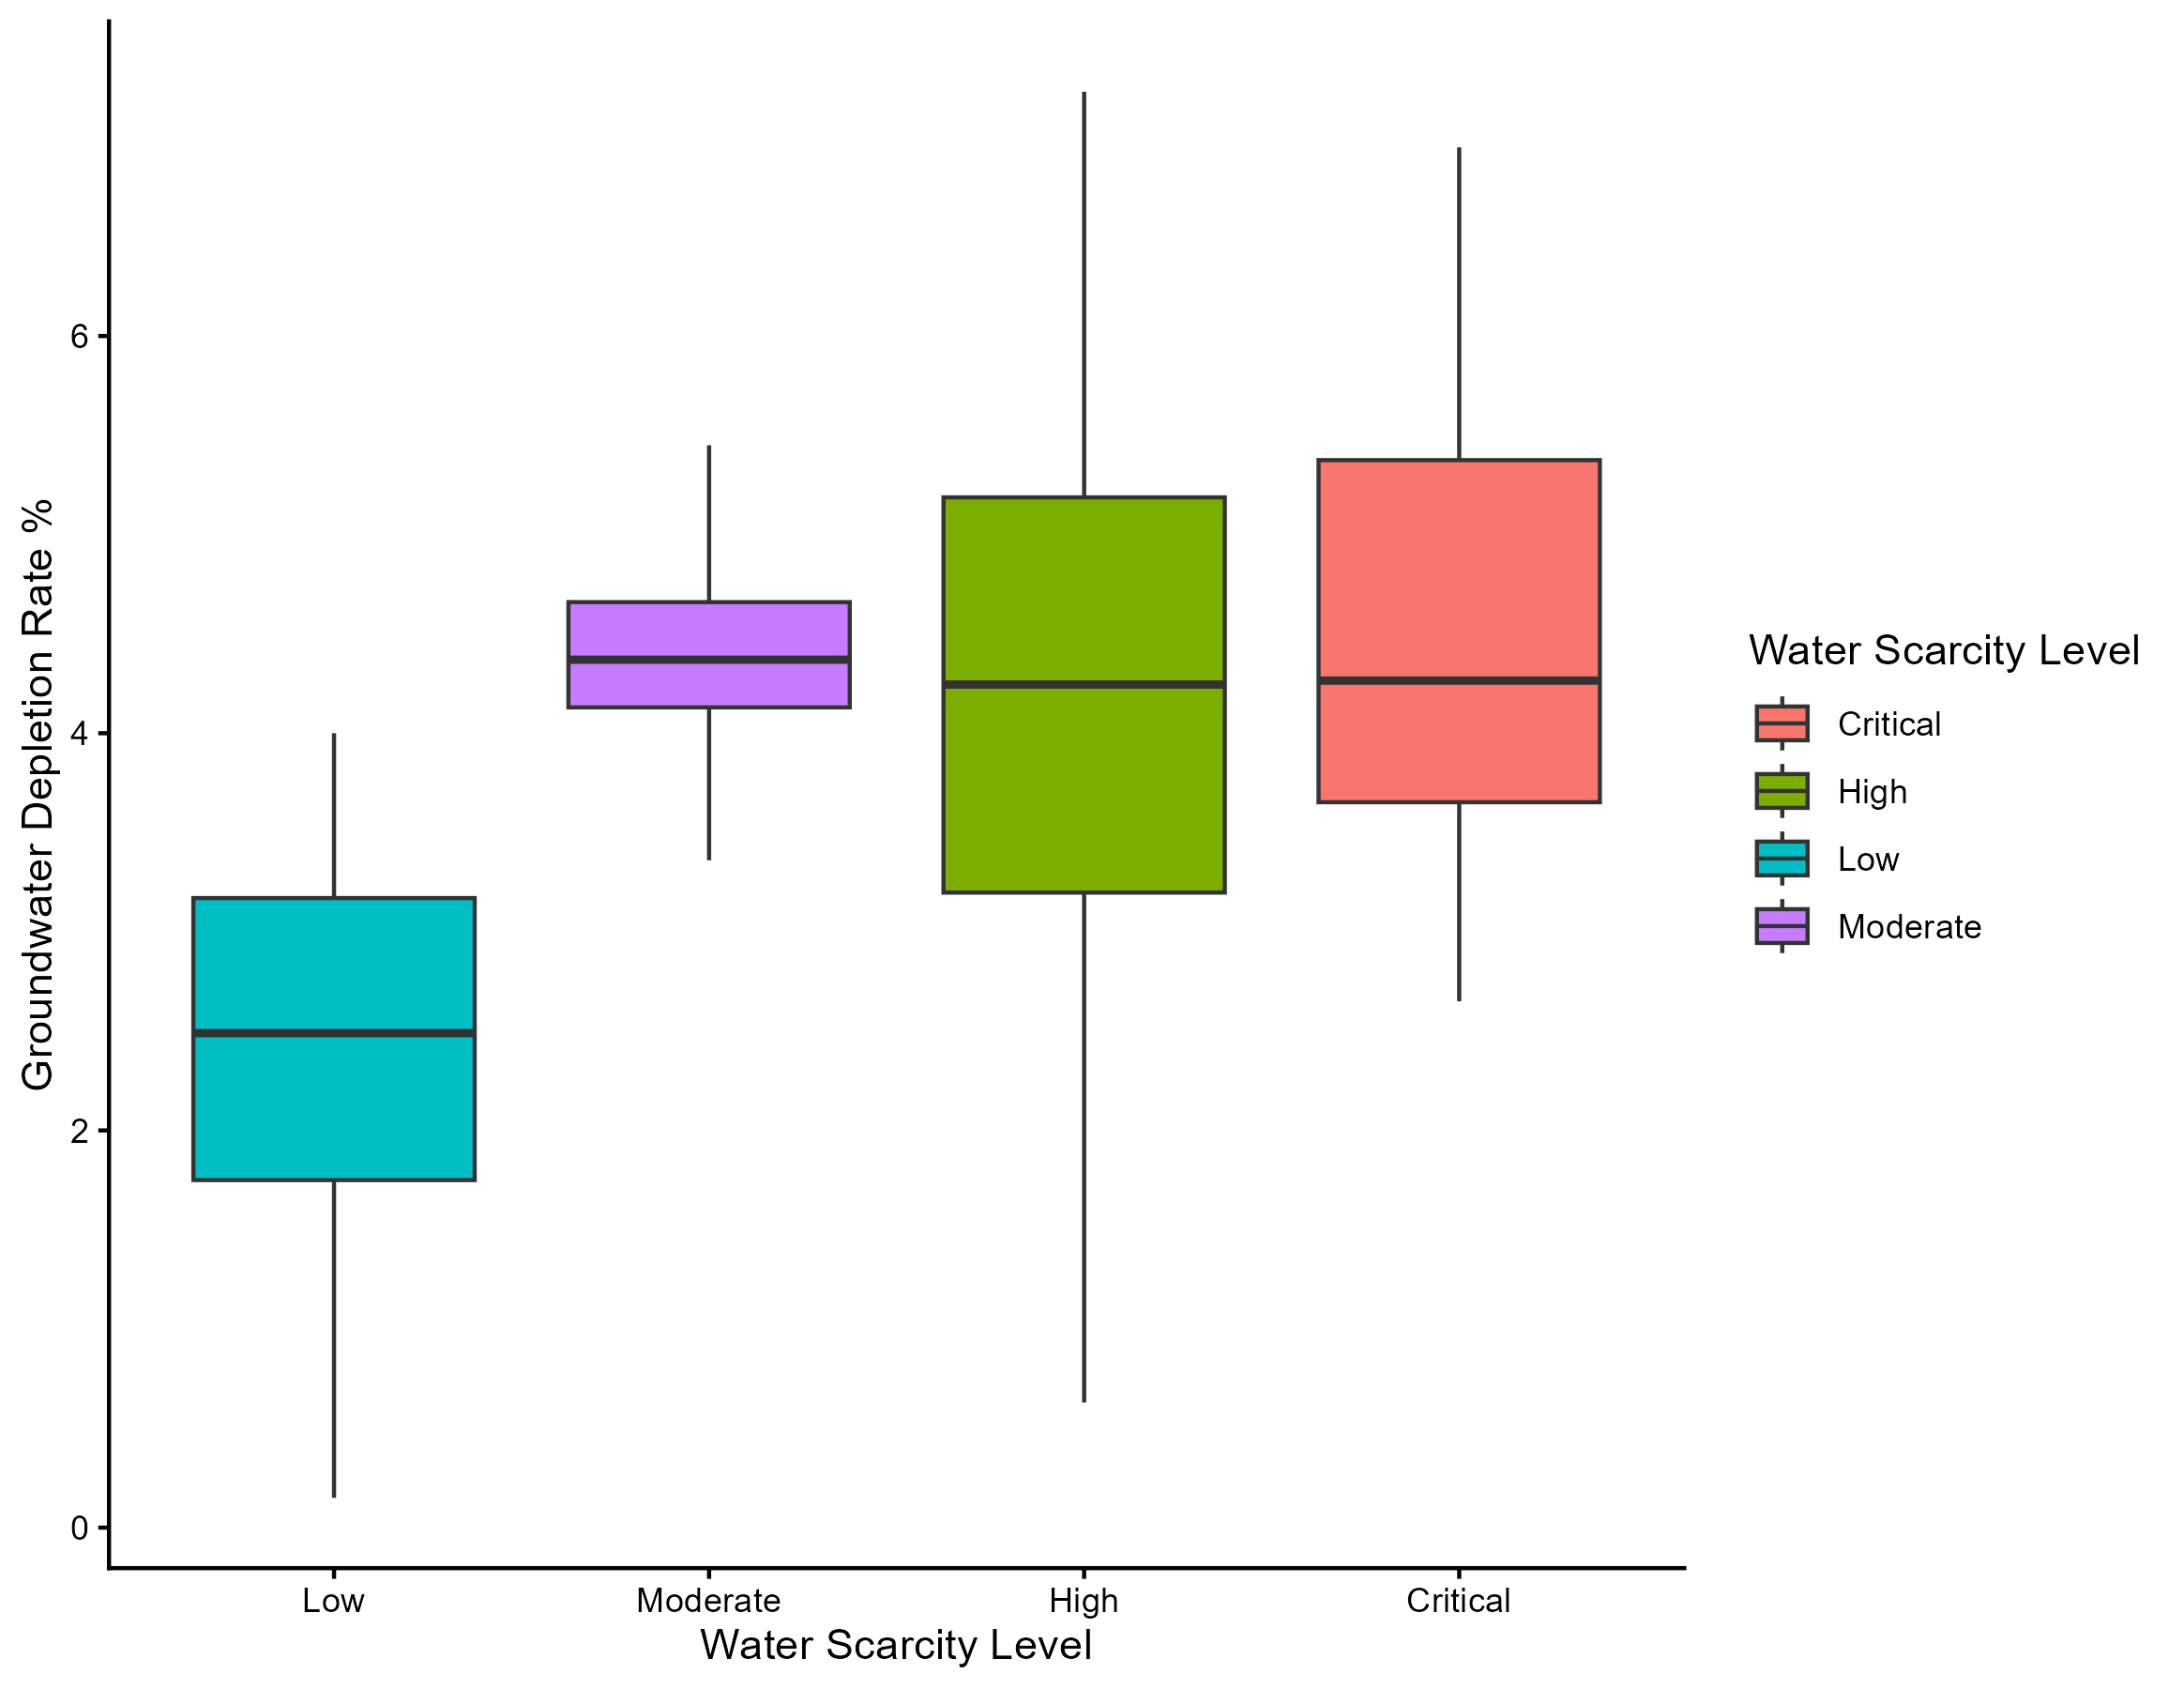 Groundwater Depletion Rate %
6
4
2
0
Low
Moderate
High
Critical
Water Scarcity Level
Water Scarcity Level
Critical
High
Low
Moderate